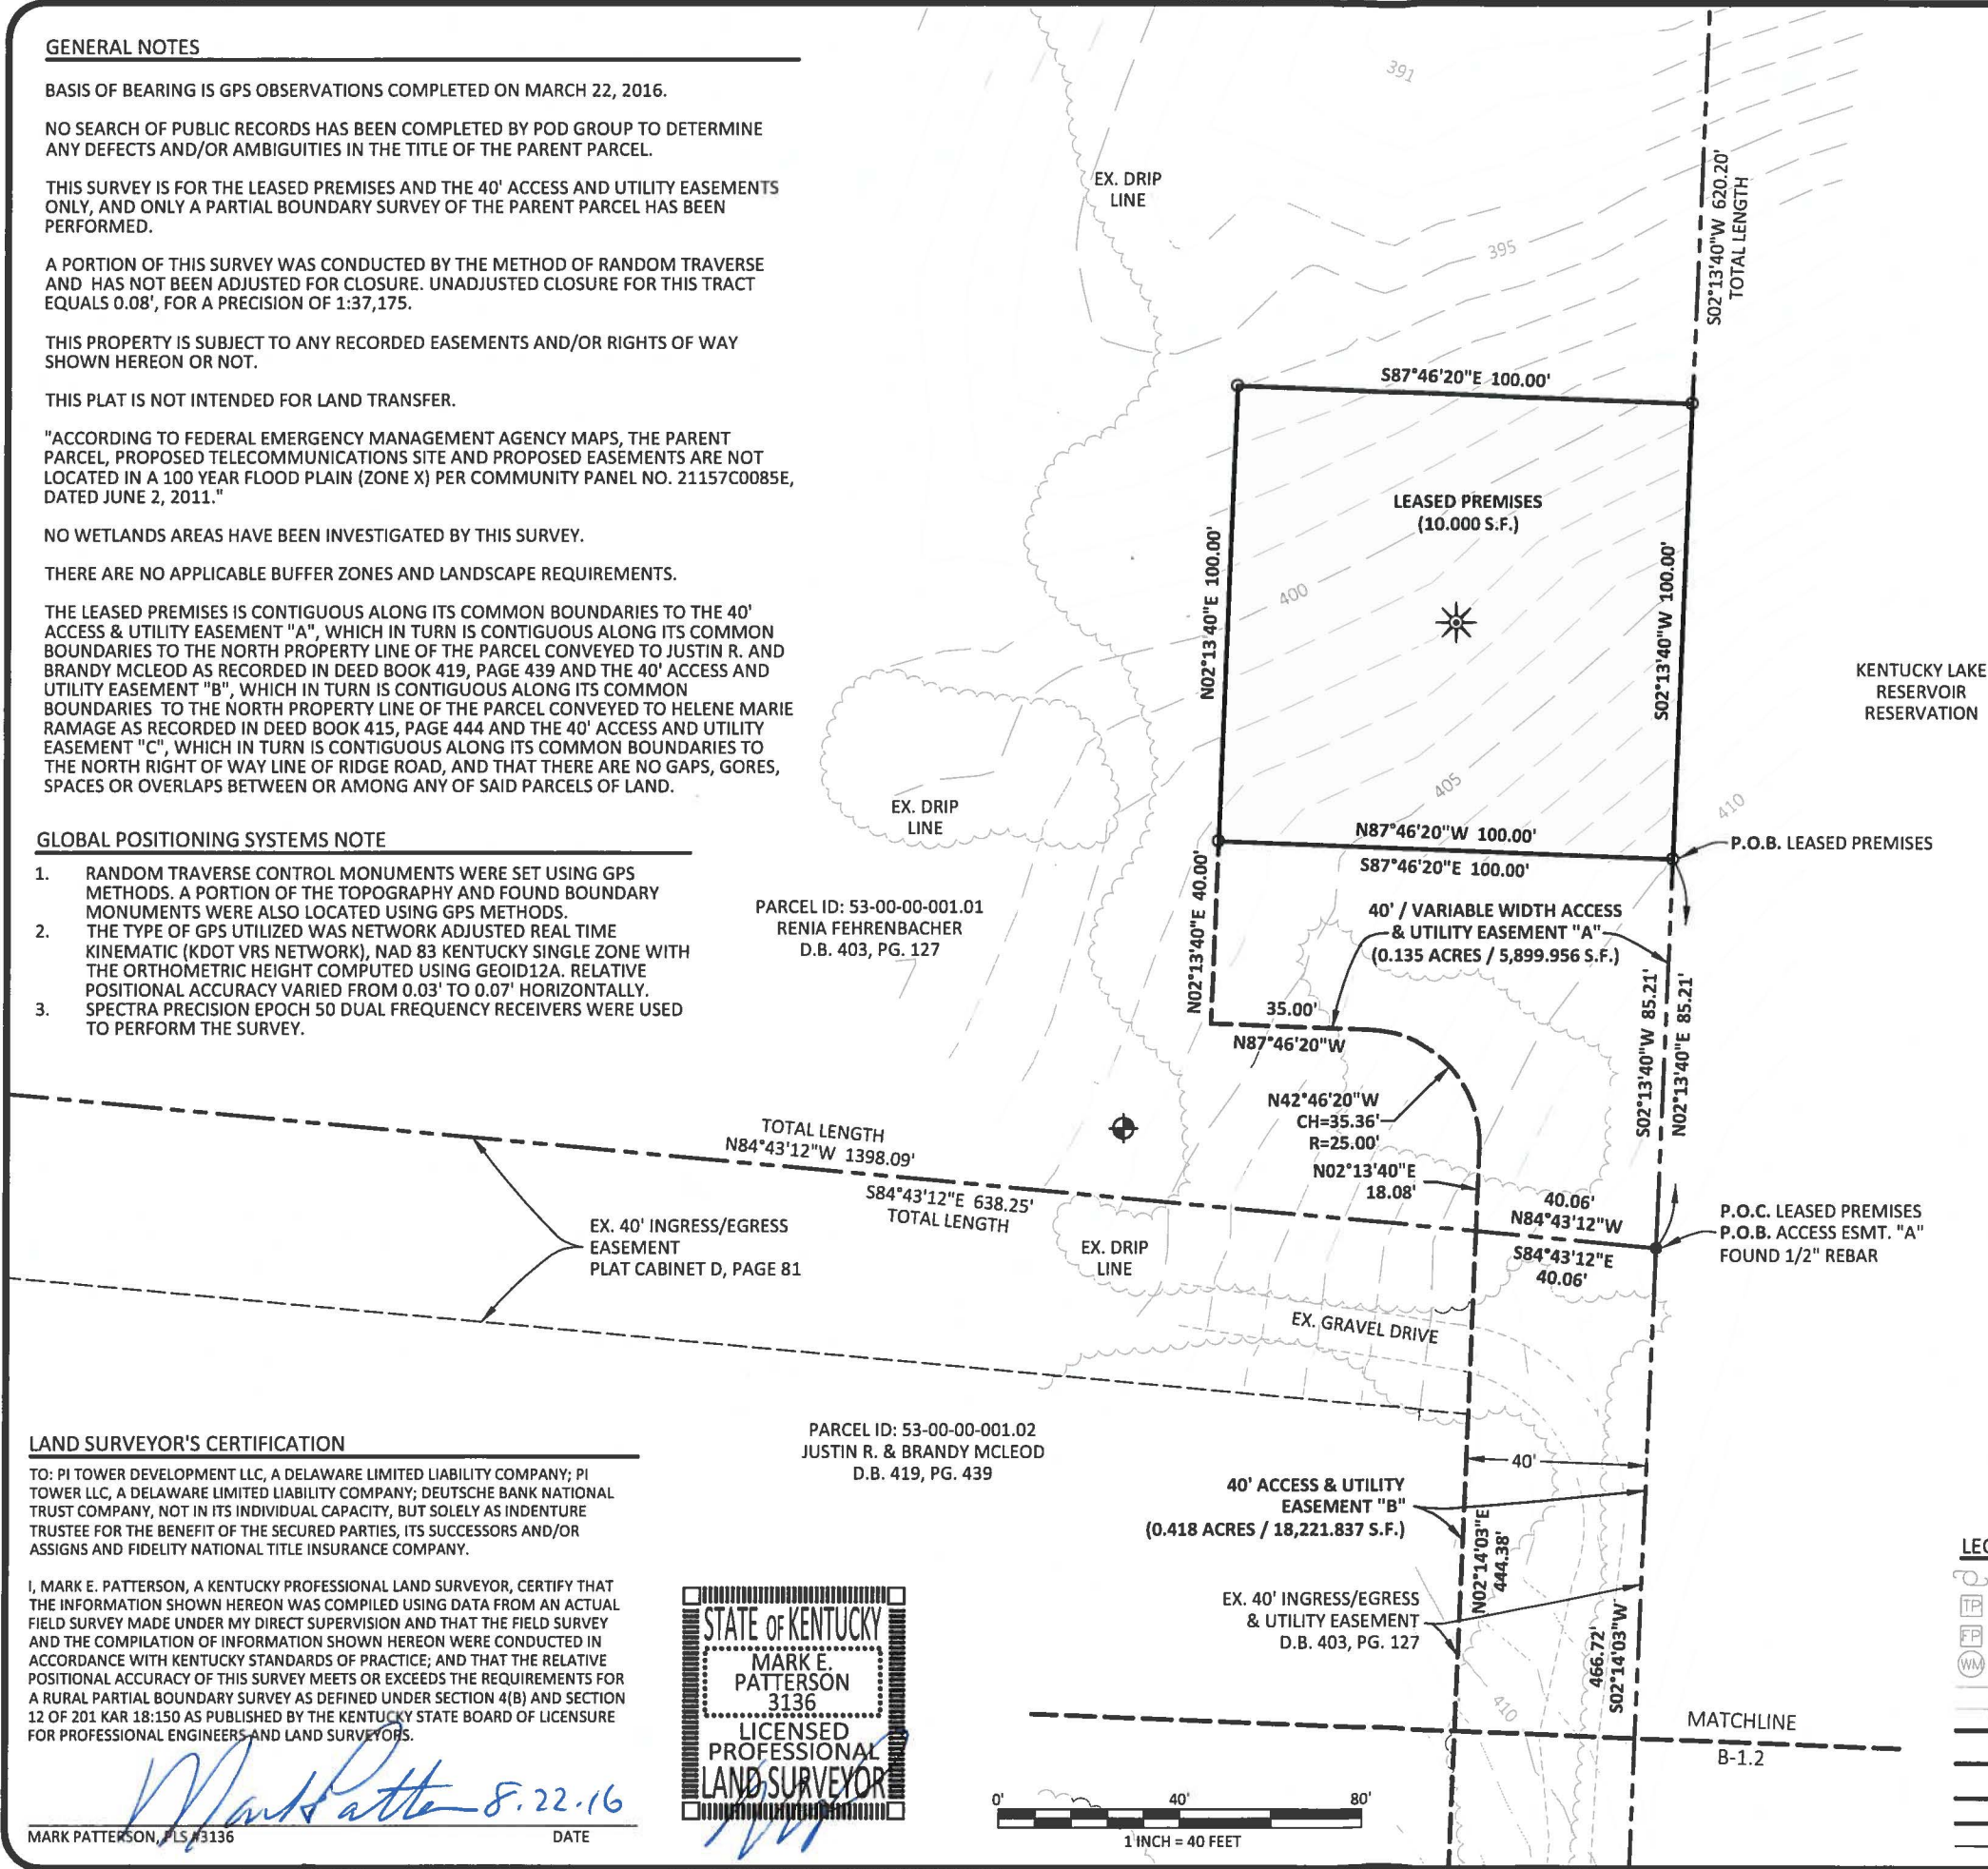 GENERAL NOTES
BASIS OF BEARING IS GPS OBSERVATIONS COMPLETED ON MARCH 22, 2016.
NO SEARCH OF PUBLIC RECORDS HAS BEEN COMPLETED BY POD GROUP TO DETERMINE
ANY DEFECTS AND/OR AMBIGUITIES IN THE TITLE OF THE PARENT PARCEL.
THIS SURVEY IS FOR THE LEASED PREMISES AND THE 40' ACCESS AND UTILITY EASEMENTS
ONLY, AND ONLY A PARTIAL BOUNDARY SURVEY OF THE PARENT PARCEL HAS BEEN
PERFORMED.
A PORTION OF THIS SURVEY WAS CONDUCTED BY THE METHOD OF RANDOM TRAVERSE
AND HAS NOT BEEN ADJUSTED FOR CLOSURE. UNADJUSTED CLOSURE FOR THIS TRACT
EQUALS 0.08', FOR A PRECISION OF 1:37,175.
THIS PROPERTY IS SUBJECT TO ANY RECORDED EASEMENTS AND/OR RIGHTS OF WAY
SHOWN HEREON OR NOT.
THIS PLAT IS NOT INTENDED FOR LAND TRANSFER.
"ACCORDING TO FEDERAL EMERGENCY MANAGEMENT AGENCY MAPS, THE PARENT
PARCEL, PROPOSED TELECOMMUNICATIONS SITE AND PROPOSED EASEMENTS ARE NOT
LOCATED IN A 100 YEAR FLOOD PLAIN (ZONE X) PER COMMUNITY PANEL NO. 21157C0085E,
DATED JUNE 2, 2011."
NO WETLANDS AREAS HAVE BEEN INVESTIGATED BY THIS SURVEY.
THERE ARE NO APPLICABLE BUFFER ZONES AND LANDSCAPE REQUIREMENTS.
THE LEASED PREMISES IS CONTIGUOUS ALONG ITS COMMON BOUNDARIES TO THE 40'
ACCESS & UTILITY EASEMENT "A", WHICH IN TURN IS CONTIGUOUS ALONG ITS COMMON
BOUNDARIES TO THE NORTH PROPERTY LINE OF THE PARCEL CONVEYED TO JUSTIN R. AND
BRANDY MCLEOD AS RECORDED IN DEED BOOK 419, PAGE 439 AND THE 40' ACCESS AND
UTILITY EASEMENT "B", WHICH IN TURN IS CONTIGUOUS ALONG ITS COMMON
BOUNDARIES TO THE NORTH PROPERTY LINE OF THE PARCEL CONVEYED TO HELENE MARIE
RAMAGE AS RECORDED IN DEED BOOK 415, PAGE 444 AND THE 40' ACCESS AND UTILITY
EASEMENT "C", WHICH IN TURN IS CONTIGUOUS ALONG ITS COMMON BOUNDARIES TO
THE NORTH RIGHT OF WAY LINE OF RIDGE ROAD, AND THAT THERE ARE NO GAPS, GORES,
SPACES OR OVERLAPS BETWEEN OR AMONG ANY OF SAID PARCELS OF LAND.
GLOBAL POSITIONING SYSTEMS NOTE
1. RANDOM TRAVERSE CONTROL MONUMENTS WERE SET USING GPS
METHODS. A PORTION OF THE TOPOGRAPHY AND FOUND BOUNDARY
MONUMENTS WERE ALSO LOCATED USING GPS METHODS.
2. THE TYPE OF GPS UTILIZED WAS NETWORK ADJUSTED REAL TIME
KINEMATIC (KDOT VRS NETWORK), NAD 83 KENTUCKY SINGLE ZONE WITH
THE ORTHOMETRIC HEIGHT COMPUTED USING GEOID12A. RELATIVE
POSITIONAL ACCURACY VARIED FROM 0.03' TO 0.07' HORIZONTALLY.
3. SPECTRA PRECISION EPOCH 50 DUAL FREQUENCY RECEIVERS WERE USED
TO PERFORM THE SURVEY.
391
EX. DRIP
LINE
395
S02°13'40"W 620.20'
TOTAL LENGTH
S87°46'20"E 100.00'
LEASED PREMISES
(10.000 S.F.)
N02°13'40"E 100.00'
400
S02°13'40"W 100.00'
KENTUCKY LAKE
RESERVOIR
RESERVATION
405
410
EX. DRIP
LINE
N87°46'20"W 100.00'
S87°46'20"E 100.00'
P.O.B. LEASED PREMISES
PARCEL ID: 53-00-00-001.01
RENIA FEHRENBACHER
D.B. 403, PG. 127
N02°13'40"E 40.00'
40' / VARIABLE WIDTH ACCESS
& UTILITY EASEMENT "A"
(0.135 ACRES / 5,899.956 S.F.)
35.00'
N87°46'20"W
S02°13'40"W 85.21'
N02°13'40"E 85.21'
N42°46'20"W
CH=35.36'
R=25.00'
N02°13'40"E
18.08'
TOTAL LENGTH
N84°43'12"W 1398.09'
S84°43'12"E 638.25'
TOTAL LENGTH
40.06'
N84°43'12"W
S84°43'12"E
40.06'
P.O.C. LEASED PREMISES
P.O.B. ACCESS ESMT. "A"
FOUND 1/2" REBAR
EX. 40' INGRESS/EGRESS
EASEMENT
PLAT CABINET D, PAGE 81
EX. DRIP
LINE
EX. GRAVEL DRIVE
PARCEL ID: 53-00-00-001.02
JUSTIN R. & BRANDY MCLEOD
D.B. 419, PG. 439
40'
40' ACCESS & UTILITY
EASEMENT "B"
(0.418 ACRES / 18,221.837 S.F.)
N02°14'03"E
444.38'
EX. 40' INGRESS/EGRESS
& UTILITY EASEMENT
D.B. 403, PG. 127
466.72'
S02°14'03"W
410
MATCHLINE
B-1.2
LAND SURVEYOR'S CERTIFICATION
TO: PI TOWER DEVELOPMENT LLC, A DELAWARE LIMITED LIABILITY COMPANY; PI
TOWER LLC, A DELAWARE LIMITED LIABILITY COMPANY; DEUTSCHE BANK NATIONAL
TRUST COMPANY, NOT IN ITS INDIVIDUAL CAPACITY, BUT SOLELY AS INDENTURE
TRUSTEE FOR THE BENEFIT OF THE SECURED PARTIES, ITS SUCCESSORS AND/OR
ASSIGNS AND FIDELITY NATIONAL TITLE INSURANCE COMPANY.
I, MARK E. PATTERSON, A KENTUCKY PROFESSIONAL LAND SURVEYOR, CERTIFY THAT
THE INFORMATION SHOWN HEREON WAS COMPILED USING DATA FROM AN ACTUAL
FIELD SURVEY MADE UNDER MY DIRECT SUPERVISION AND THAT THE FIELD SURVEY
AND THE COMPILATION OF INFORMATION SHOWN HEREON WERE CONDUCTED IN
ACCORDANCE WITH KENTUCKY STANDARDS OF PRACTICE; AND THAT THE RELATIVE
POSITIONAL ACCURACY OF THIS SURVEY MEETS OR EXCEEDS THE REQUIREMENTS FOR
A RURAL PARTIAL BOUNDARY SURVEY AS DEFINED UNDER SECTION 4(B) AND SECTION
12 OF 201 KAR 18:150 AS PUBLISHED BY THE KENTUCKY STATE BOARD OF LICENSURE
FOR PROFESSIONAL ENGINEERS AND LAND SURVEYORS.
8.22.16
MARK PATTERSON, PLS #3136 DATE
STATE OF KENTUCKY
MARK E.
PATTERSON
3136
LICENSED
PROFESSIONAL
LAND SURVEYOR
0' 40' 80'
1 INCH = 40 FEET
TP
FP
WM